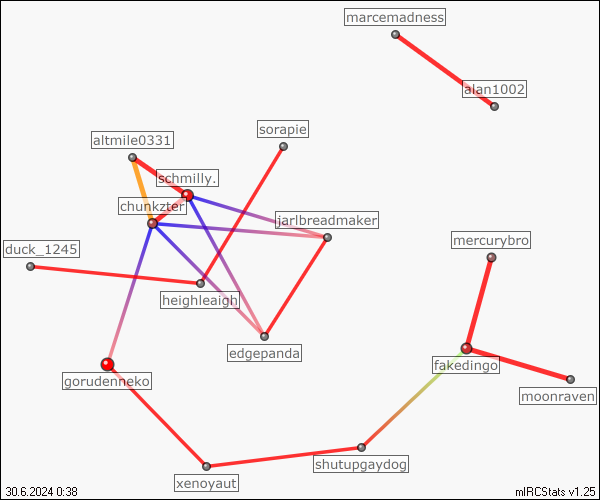 marcemadness
alan1002
sorapie
altmile0331
schmilly.
chunkzter
jarlbreadmaker
mercurybro
duck_1245
heighleaigh
edgepanda
fakedingo
gorudenneko
moonraven
shutupgaydog
xenoyaut
30.6.2024 0:38
mIRCStats v1.25